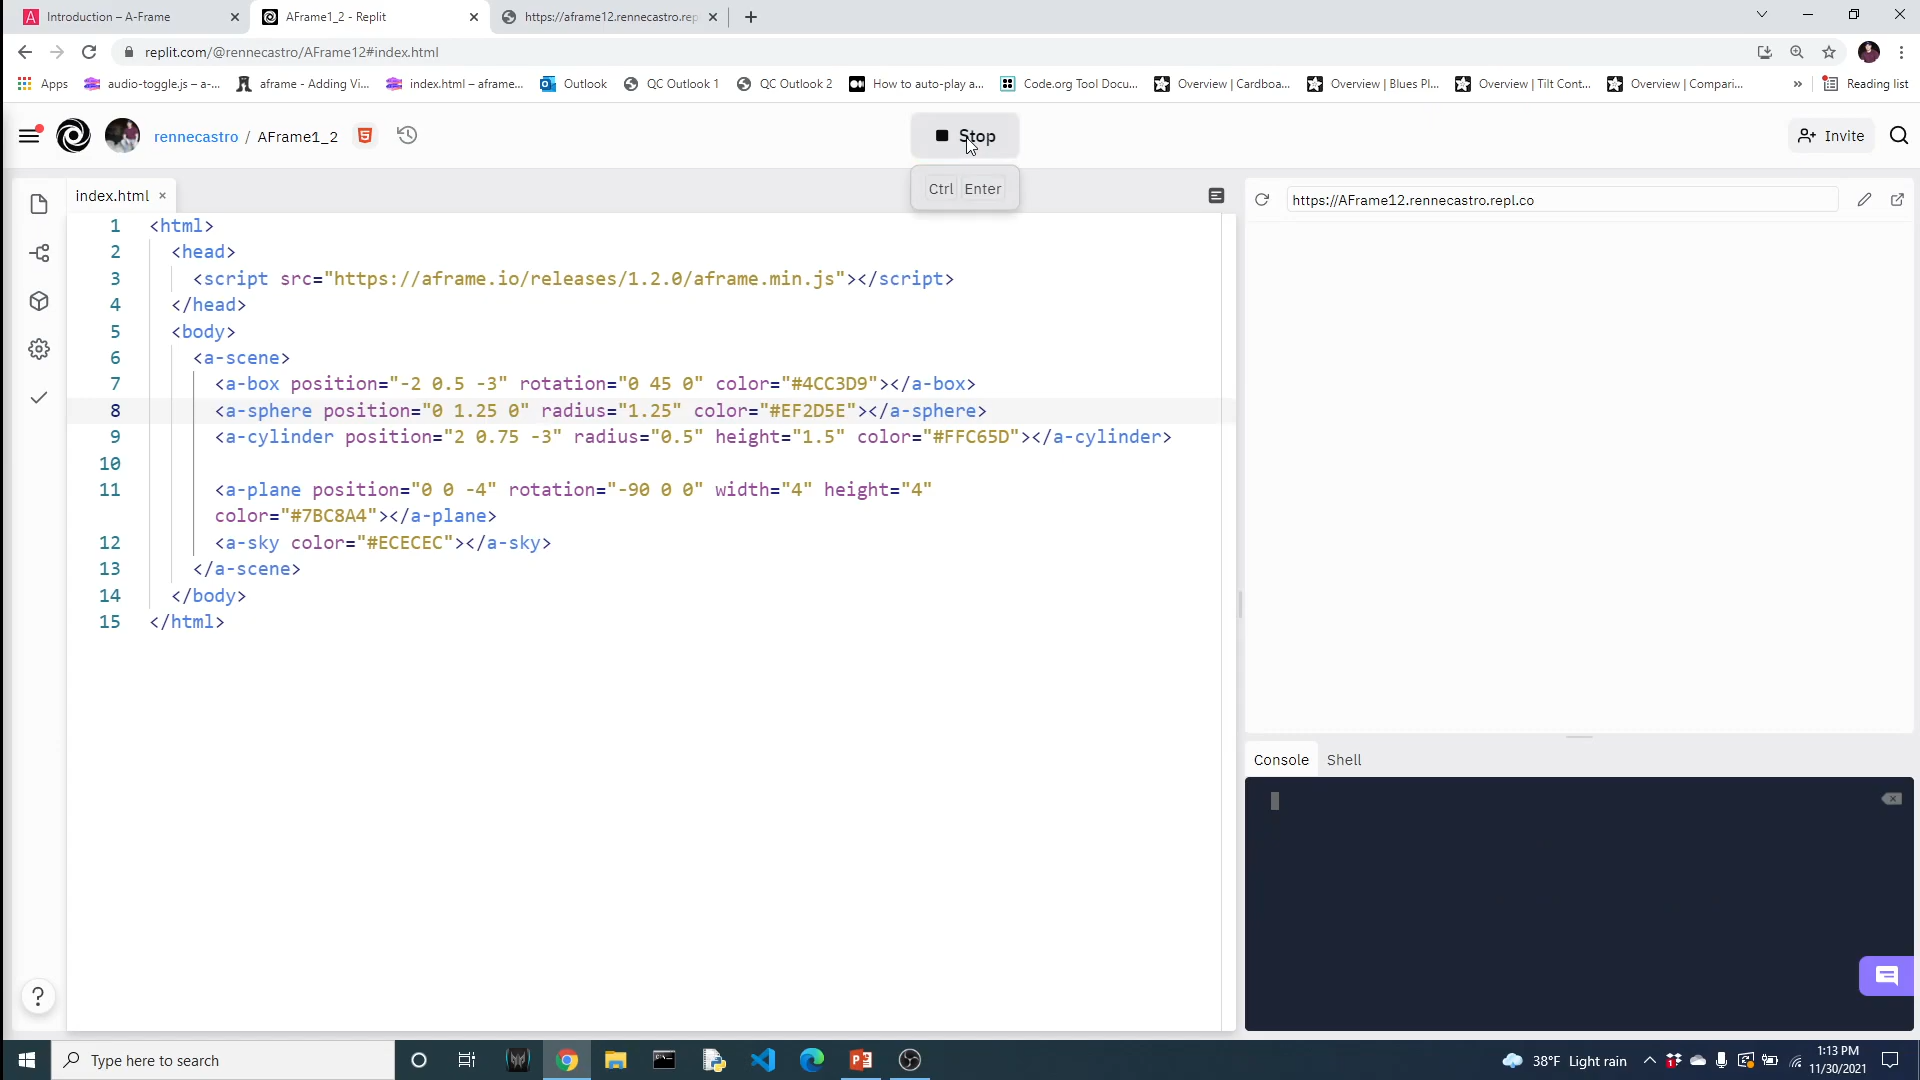 Introduction – A-Frame
AFrame1_2 - Replit
https://aframe12.rennecastro.rep
replit.com/@rennecastro/AFrame12#index.html
Apps
audio-toggle.js – a-...
aframe - Adding Vi...
index.html – aframe...
Outlook
QC Outlook 1
QC Outlook 2
How to auto-play a...
Code.org Tool Docu...
Overview | Cardboa...
Overview | Blues Pl...
Overview | Tilt Cont...
Overview | Compari...
»
Reading list
rennecastro / AFrame1_2
Stop
Invite
Ctrl Enter
index.html
https://AFrame12.rennecastro.repl.co
1 <html>
2 <head>
3 <script src="https://aframe.io/releases/1.2.0/aframe.min.js"></script>
4 </head>
5 <body>
6 <a-scene>
7 <a-box position="-2 0.5 -3" rotation="0 45 0" color="#4CC3D9"></a-box>
8 <a-sphere position="0 1.25 0" radius="1.25" color="#EF2D5E"></a-sphere>
9 <a-cylinder position="2 0.75 -3" radius="0.5" height="1.5" color="#FFC65D"></a-cylinder>
10
11 <a-plane position="0 0 -4" rotation="-90 0 0" width="4" height="4"
color="#7BC8A4"></a-plane>
12 <a-sky color="#ECECEC"></a-sky>
13 </a-scene>
14 </body>
15 </html>
Console
Shell
?
Type here to search
38°F Light rain
1:13 PM
11/30/2021